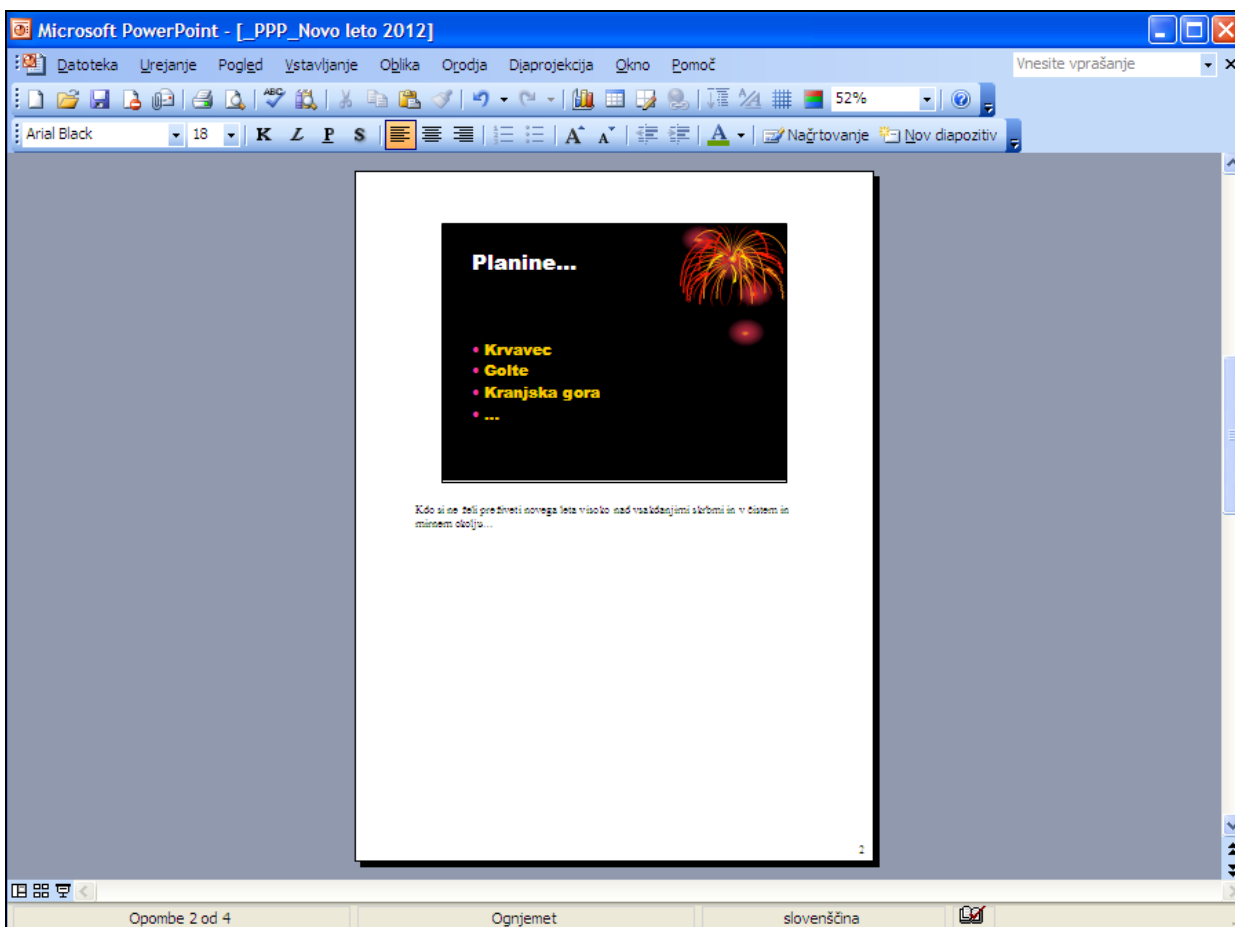 Microsoft PowerPoint - [_PPP_Novo leto 2012]
Datoteka Urejanje Pogled Vstavljanje Oblika Orodja Diaprojekcija Okno Pomoč Vnesite vprašanje
ABC 52%
Arial Black 18 K L P S A A A Načrtovanje Nov diapozitiv
Planine...
• Krvavec
• Golte
• Kranjska gora
• ...
Kdo si ne želi preživeti novega leta visoko nad vsakdanjimi skrbmi in v čistem in
mirnem okolju...
2
Opombe 2 od 4 Ognjemet slovenščina